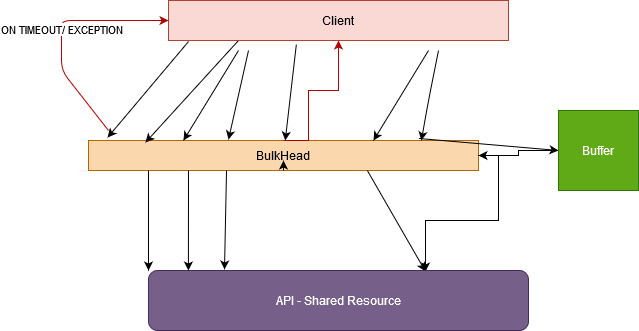 Client
ON TIMEOUT/ EXCEPTION
BulkHead
Buffer
API - Shared Resource